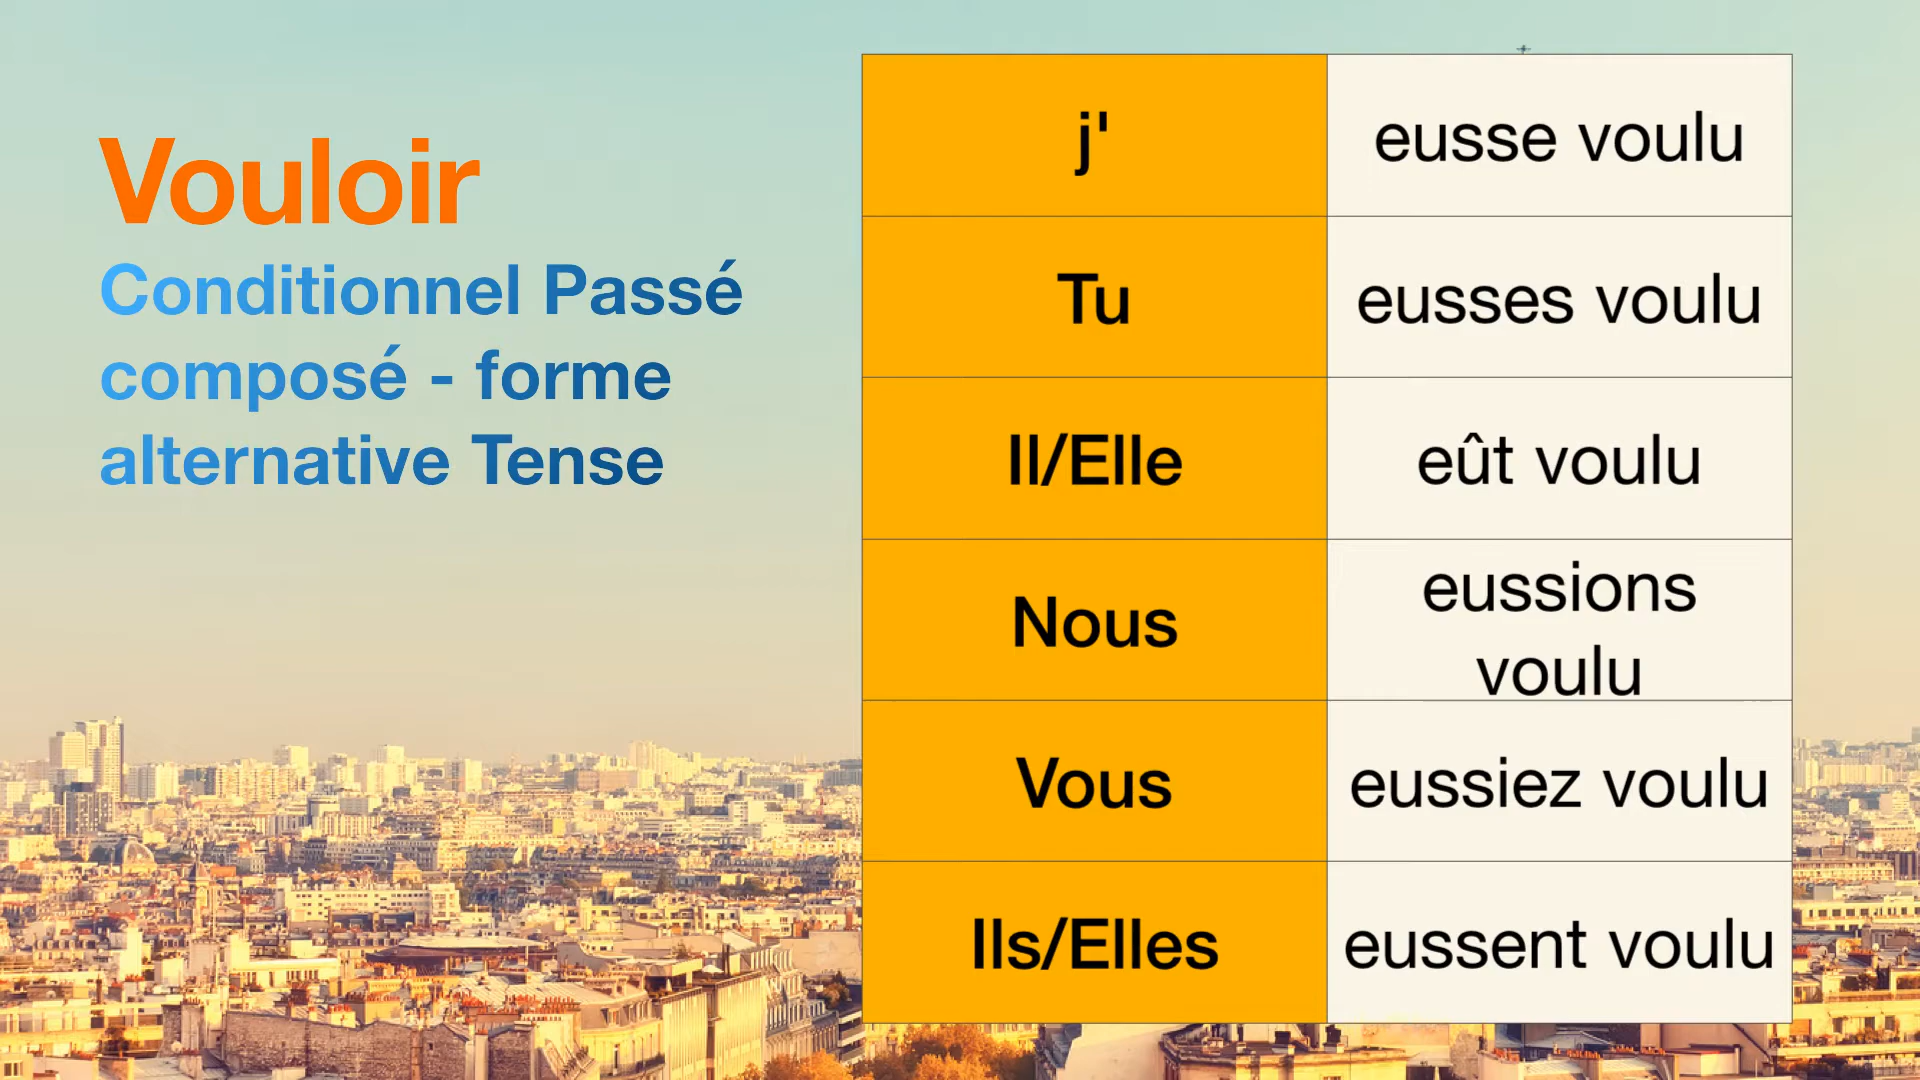 Vouloir
Conditionnel Passé
composé - forme
alternative Tense
j' eusse voulu
Tu eusses voulu
Il/Elle eût voulu
Nous eussions
voulu
Vous eussiez voulu
Ils/Elles eussent voulu